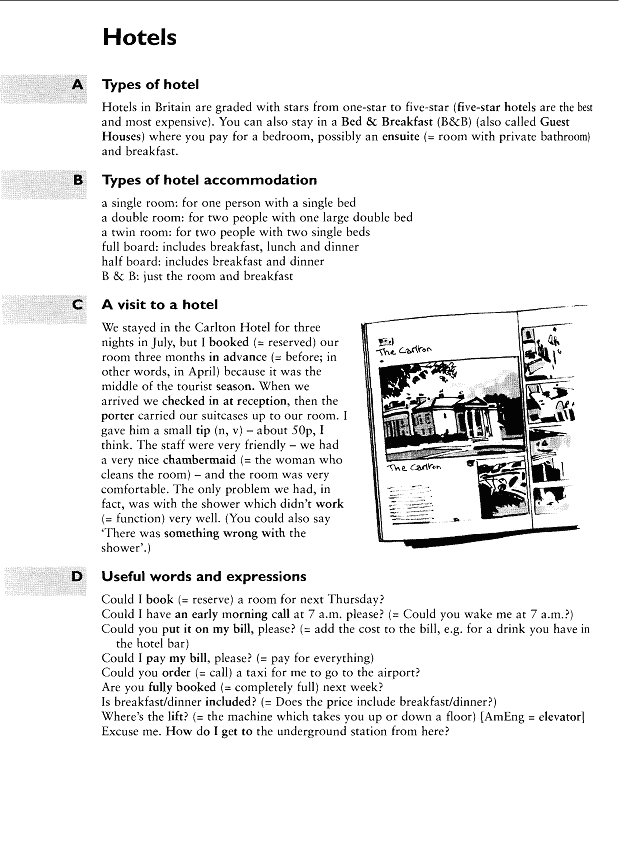 Hotels
A Types of hotel
Hotels in Britain are graded with stars from one-star to five-star (five-star hotels are the best
and most expensive). You can also stay in a Bed & Breakfast (B&B) (also called Guest
Houses) where you pay for a bedroom, possibly an ensuite (= room with private bathroom)
and breakfast.
B Types of hotel accommodation
a single room: for one person with a single bed
a double room: for two people with one large double bed
a twin room: for two people with two single beds
full board: includes breakfast, lunch and dinner
half board: includes breakfast and dinner
B & B: just the room and breakfast
C A visit to a hotel
We stayed in the Carlton Hotel for three
nights in July, but I booked (= reserved) our
room three months in advance (= before; in
other words, in April) because it was the
middle of the tourist season. When we
arrived we checked in at reception, then the
porter carried our suitcases up to our room. I
gave him a small tip (n, v) – about 50p, I
think. The staff were very friendly – we had
a very nice chambermaid (= the woman who
cleans the room) – and the room was very
comfortable. The only problem we had, in
fact, was with the shower which didn't work
(= function) very well. (You could also say
'There was something wrong with the
shower'.)
The Carlton
The Carlton
D Useful words and expressions
Could I book (= reserve) a room for next Thursday?
Could I have an early morning call at 7 a.m. please? (= Could you wake me at 7 a.m.?)
Could you put it on my bill, please? (= add the cost to the bill, e.g. for a drink you have in
the hotel bar)
Could I pay my bill, please? (= pay for everything)
Could you order (= call) a taxi for me to go to the airport?
Are you fully booked (= completely full) next week?
Is breakfast/dinner included? (= Does the price include breakfast/dinner?)
Where's the lift? (= the machine which takes you up or down a floor) [AmEng = elevator]
Excuse me. How do I get to the underground station from here?